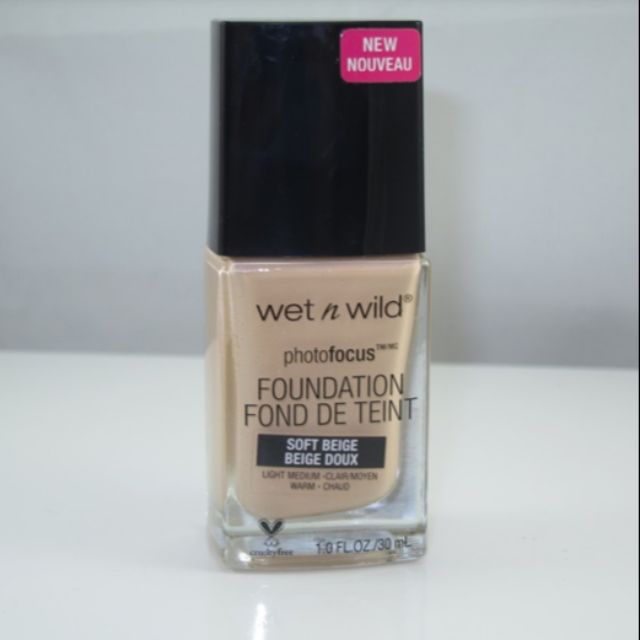 NEW
NOUVEAU
wet n wild®
photofocus™/MC
FOUNDATION
FOND DE TEINT
SOFT BEIGE
BEIGE DOUX
LIGHT MEDIUM -CLAIR/MOYEN
WARM - CHAUD
crueltyfree
1.0 FL.OZ/30 mL